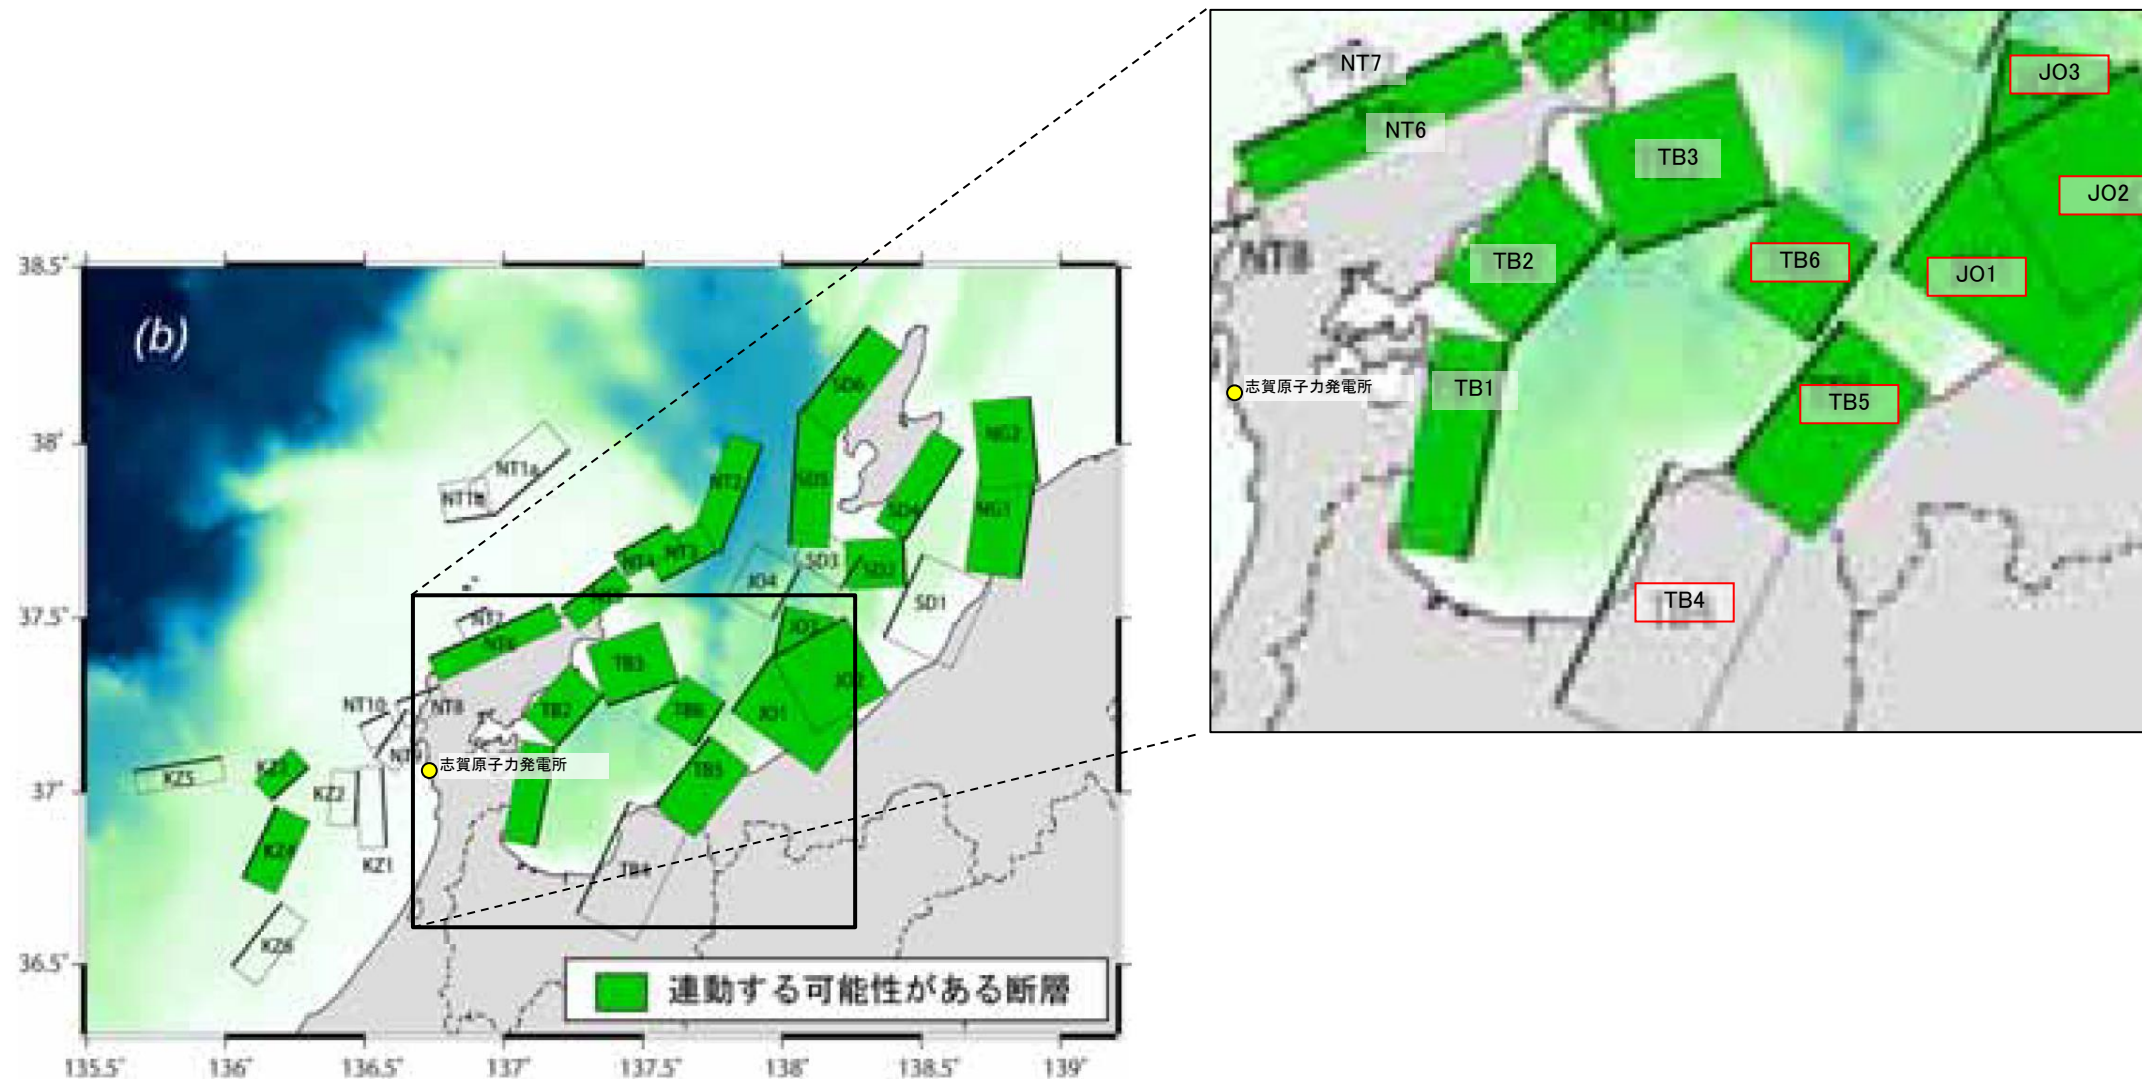 (b)
38.5°
38°
37.5°
37°
36.5°
135.5°
136°
136.5°
137°
137.5°
138°
138.5°
139°
SD6
NG2
NT1a
NT1b
NT2
SD5
SD4
NG1
NT4
NT3
SD3
SD2
JO4
SD1
NT7
JO3
TB3
JO2
NT10
NT8
TB2
TB6
JO1
志賀原子力発電所
KZ5
KZ2
TB5
KZ4
KZ1
TB4
KZ6
連動する可能性がある断層
NT7
JO3
NT6
TB3
JO2
NT8
TB2
TB6
JO1
志賀原子力発電所
TB1
TB5
TB4